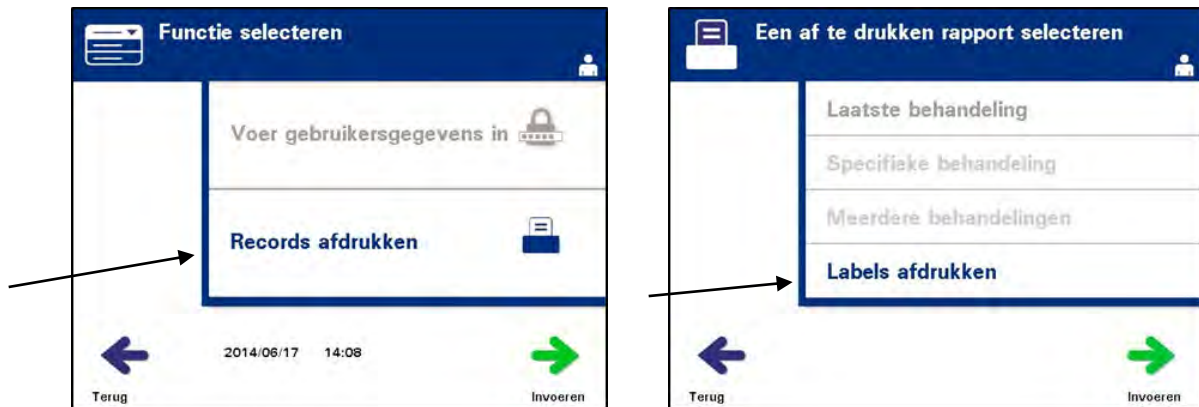 Functie selecteren
Voer gebruikersgegevens in
Records afdrukken
2014/06/17 14:08
Terug
Invoeren
Een af te drukken rapport selecteren
Laatste behandeling
Specifieke behandeling
Meerdere behandelingen
Labels afdrukken
Terug
Invoeren